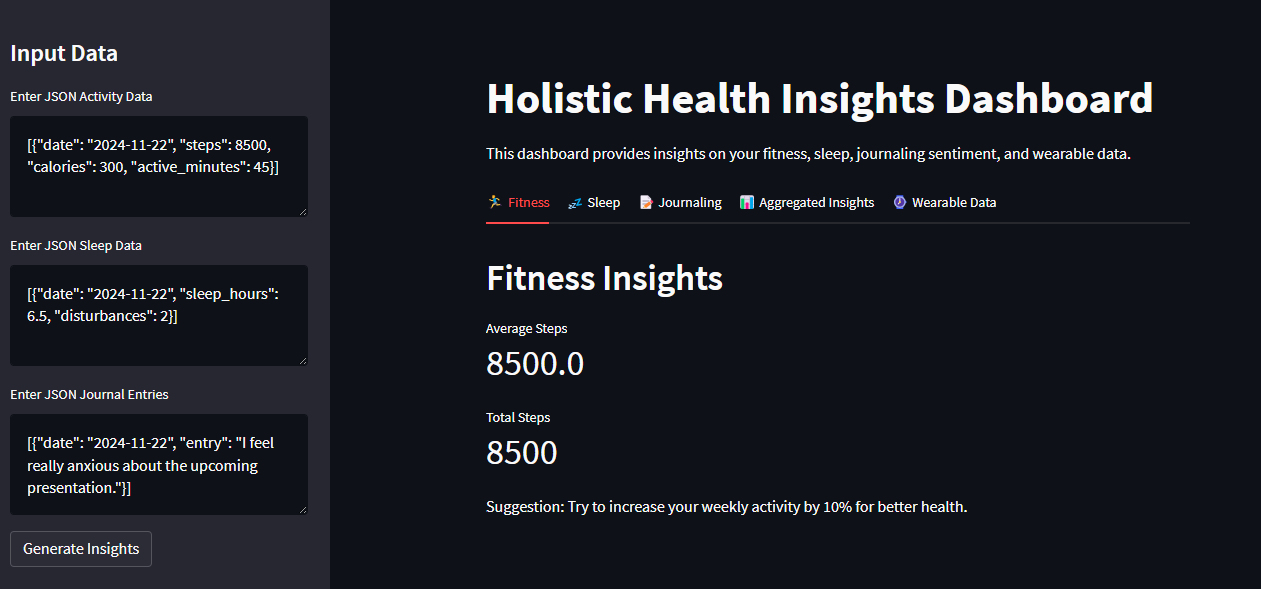 Input Data
Enter JSON Activity Data
[{"date": "2024-11-22", "steps": 8500,
"calories": 300, "active_minutes": 45}]
Enter JSON Sleep Data
[{"date": "2024-11-22", "sleep_hours":
6.5, "disturbances": 2}]
Enter JSON Journal Entries
[{"date": "2024-11-22", "entry": "I feel
really anxious about the upcoming
presentation."}]
Generate Insights
Holistic Health Insights Dashboard
This dashboard provides insights on your fitness, sleep, journaling sentiment, and wearable data.
🏃 Fitness 💤 Sleep 📝 Journaling 📊 Aggregated Insights ⌚ Wearable Data
Fitness Insights
Average Steps
8500.0
Total Steps
8500
Suggestion: Try to increase your weekly activity by 10% for better health.